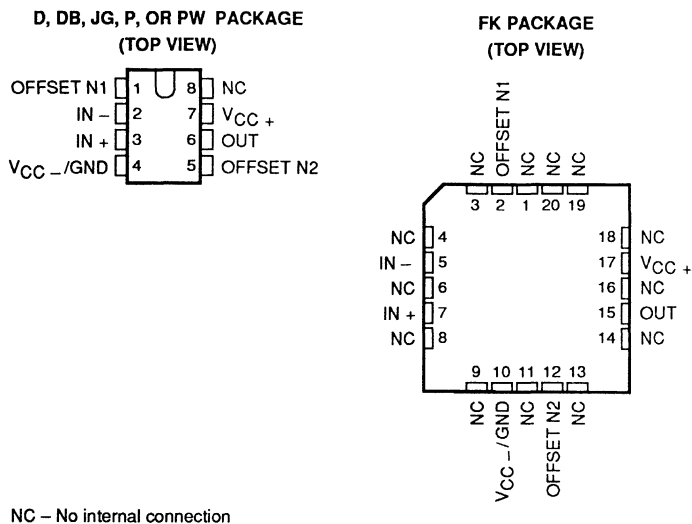 D, DB, JG, P, OR PW PACKAGE
(TOP VIEW)
OFFSET N1 1 8 NC
IN – 2 7 VCC +
IN + 3 6 OUT
VCC – /GND 4 5 OFFSET N2
FK PACKAGE
(TOP VIEW)
NC OFFSET N1 NC NC NC
3 2 1 20 19
NC 4 18 NC
IN – 5 17 VCC +
NC 6 16 NC
IN + 7 15 OUT
NC 8 14 NC
9 10 11 12 13
NC VCC – /GND NC OFFSET N2 NC
NC – No internal connection